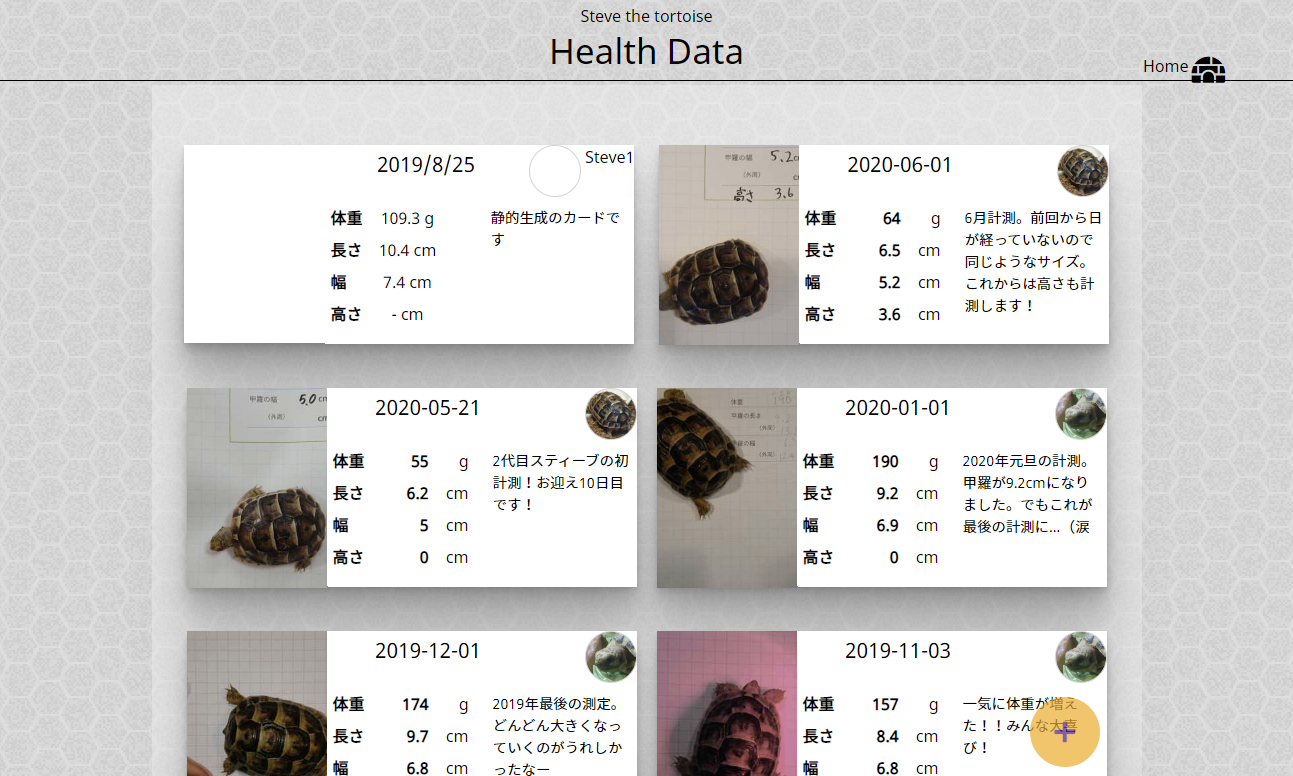 Steve the tortoise
Health Data
Home
2019/8/25
Steve1
体重 109.3 g
長さ 10.4 cm
幅 7.4 cm
高さ - cm
静的生成のカードで
す
甲羅の幅 5.2cm
(外周) cm
高さ 3.6
2020-06-01
体重 64 g
長さ 6.5 cm
幅 5.2 cm
高さ 3.6 cm
6月計測。前回から日
が経っていないので
同じようなサイズ。
これからは高さも計
測します！
甲羅の幅 5.0 cm
(外周) cm
2020-05-21
体重 55 g
長さ 6.2 cm
幅 5 cm
高さ 0 cm
2代目スティーブの初
計測！お迎え10日目
です！
体重 190
甲羅の長さ
(外周)
甲羅の幅
(外周)
2020-01-01
体重 190 g
長さ 9.2 cm
幅 6.9 cm
高さ 0 cm
2020年元旦の計測。
甲羅が9.2cmになり
ました。でもこれが
最後の計測に...（涙
2019-12-01
体重 174 g
長さ 9.7 cm
幅 6.8 cm
2019年最後の測定。
どんどん大きくなっ
ていくのがうれしか
ったなー
2019-11-03
体重 157 g
長さ 8.4 cm
幅 6.8 cm
一気に体重が増え
た！！みんな大喜
び！
+